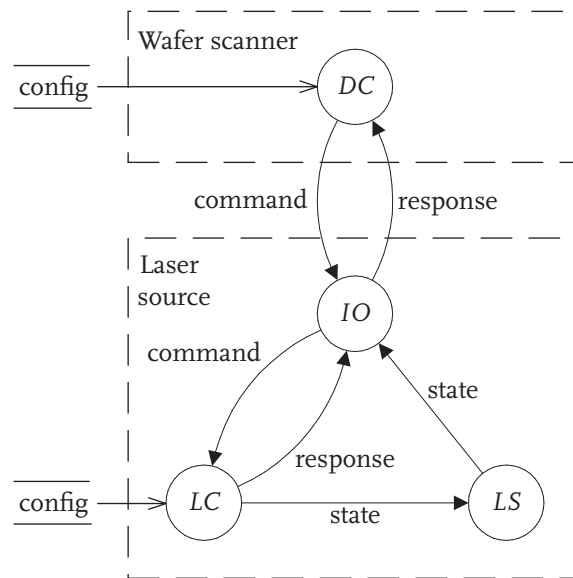 Wafer scanner
config
DC
command
response
Laser
source
IO
command
state
response
config
LC
state
LS